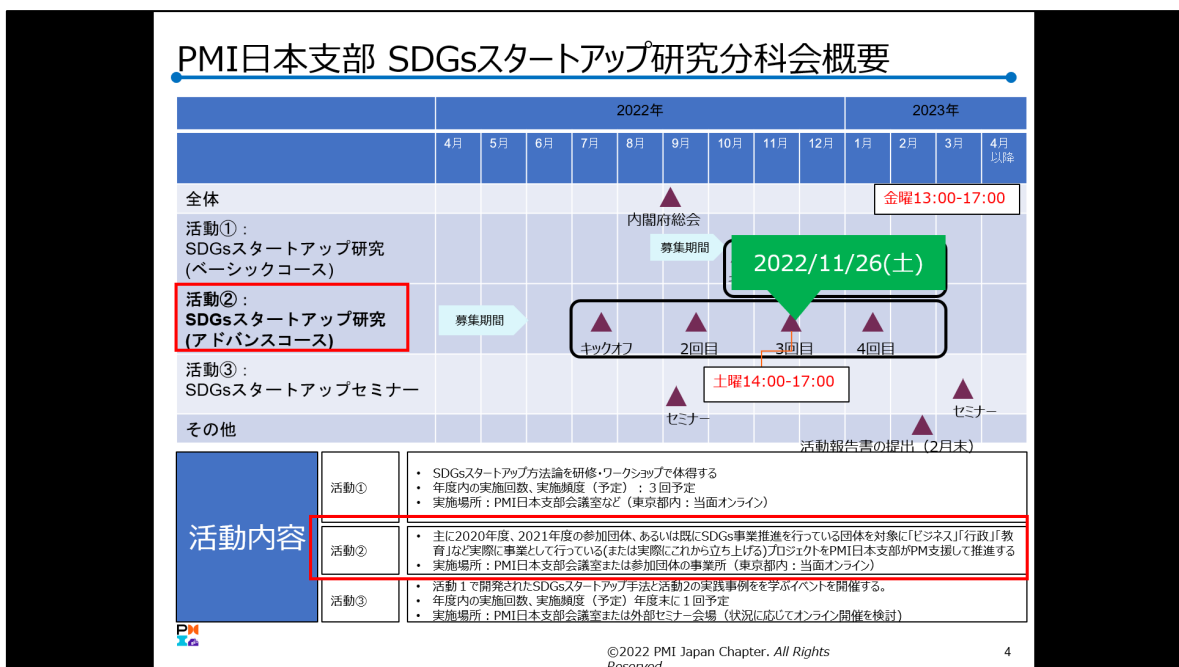 PMI日本支部 SDGsスタートアップ研究分科会概要
2022年 2023年
4月 5月 6月 7月 8月 9月 10月 11月 12月 1月 2月 3月 4月
以降
全体
金曜13:00-17:00
内閣府総会
活動①：
SDGsスタートアップ研究
(ベーシックコース)
募集期間
2022/11/26(土)
活動②：
SDGsスタートアップ研究
(アドバンスコース)
募集期間
キックオフ 2回目 3回目 4回目
活動③：
SDGsスタートアップセミナー
土曜14:00-17:00
セミナー
セミナー
その他
活動報告書の提出（2月末）
活動内容
活動①
• SDGsスタートアップ方法論を研修・ワークショップで体得する
• 年度内の実施回数、実施頻度（予定）：３回予定
• 実施場所：PMI日本支部会議室など（東京都内：当面オンライン）
活動②
• 主に2020年度、2021年度の参加団体、あるいは既にSDGs事業推進を行っている団体を対象に「ビジネス」「行政」「教
育」など実際に事業として行っている(または実際にこれから立ち上げる)プロジェクトをPMI日本支部がPM支援して推進する
• 実施場所：PMI日本支部会議室または参加団体の事業所（東京都内：当面オンライン）
活動③
• 活動１で開発されたSDGsスタートアップ手法と活動2の実践事例をを学ぶイベントを開催する。
• 年度内の実施回数、実施頻度（予定）年度末に１回予定
• 実施場所：PMI日本支部会議室または外部セミナー会場（状況に応じてオンライン開催を検討)
©2022 PMI Japan Chapter. All Rights
Reserved
4